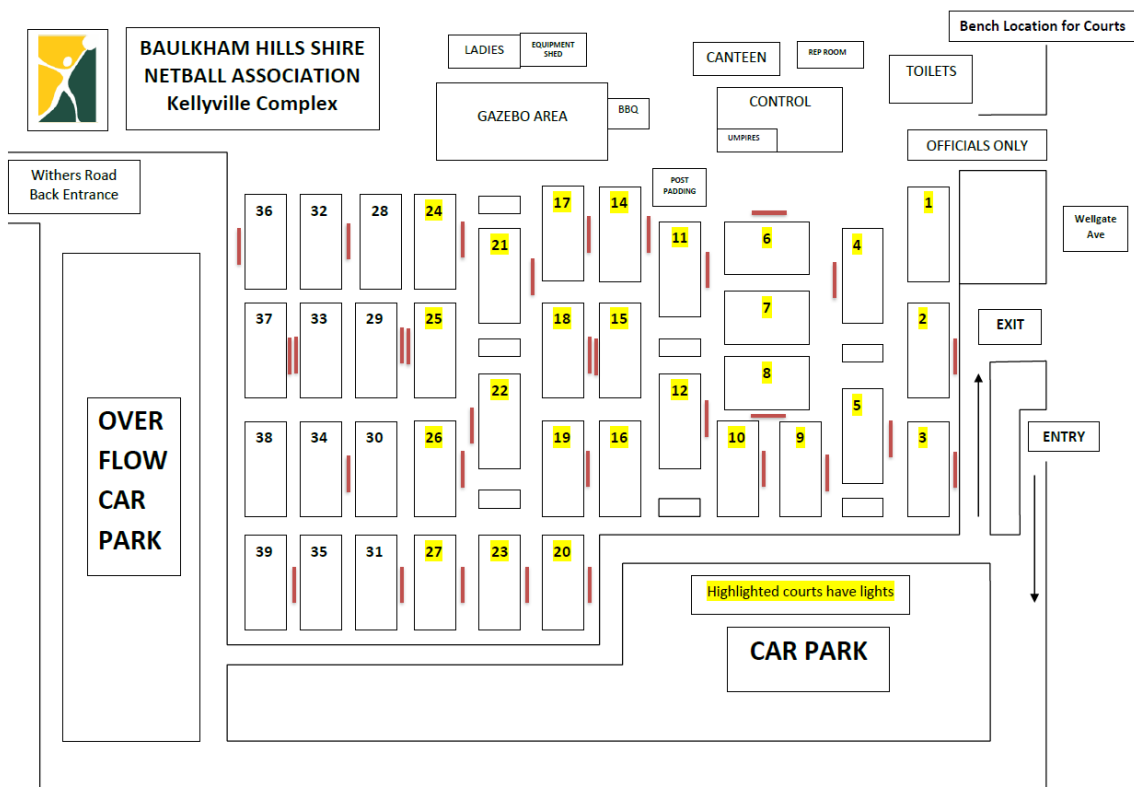 Bench Location for Courts
BAULKHAM HILLS SHIRE
NETBALL ASSOCIATION
Kellyville Complex
LADIES
EQUIPMENT
SHED
CANTEEN
REP ROOM
TOILETS
GAZEBO AREA
BBQ
CONTROL
UMPIRES
OFFICIALS ONLY
Withers Road
Back Entrance
POST
PADDING
Wellgate
Ave
36
32
28
24
17
14
1
21
11
6
4
37
33
29
25
18
15
7
2
EXIT
22
12
8
5
OVER
FLOW
CAR
PARK
38
34
30
26
19
16
10
9
3
ENTRY
39
35
31
27
23
20
Highlighted courts have lights
CAR PARK